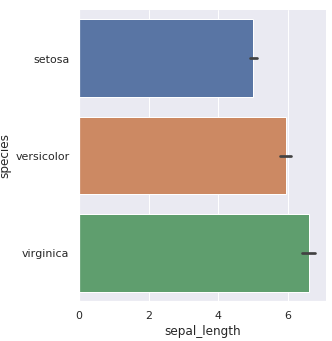 setosa
versicolor
virginica
species
0 2 4 6
sepal_length